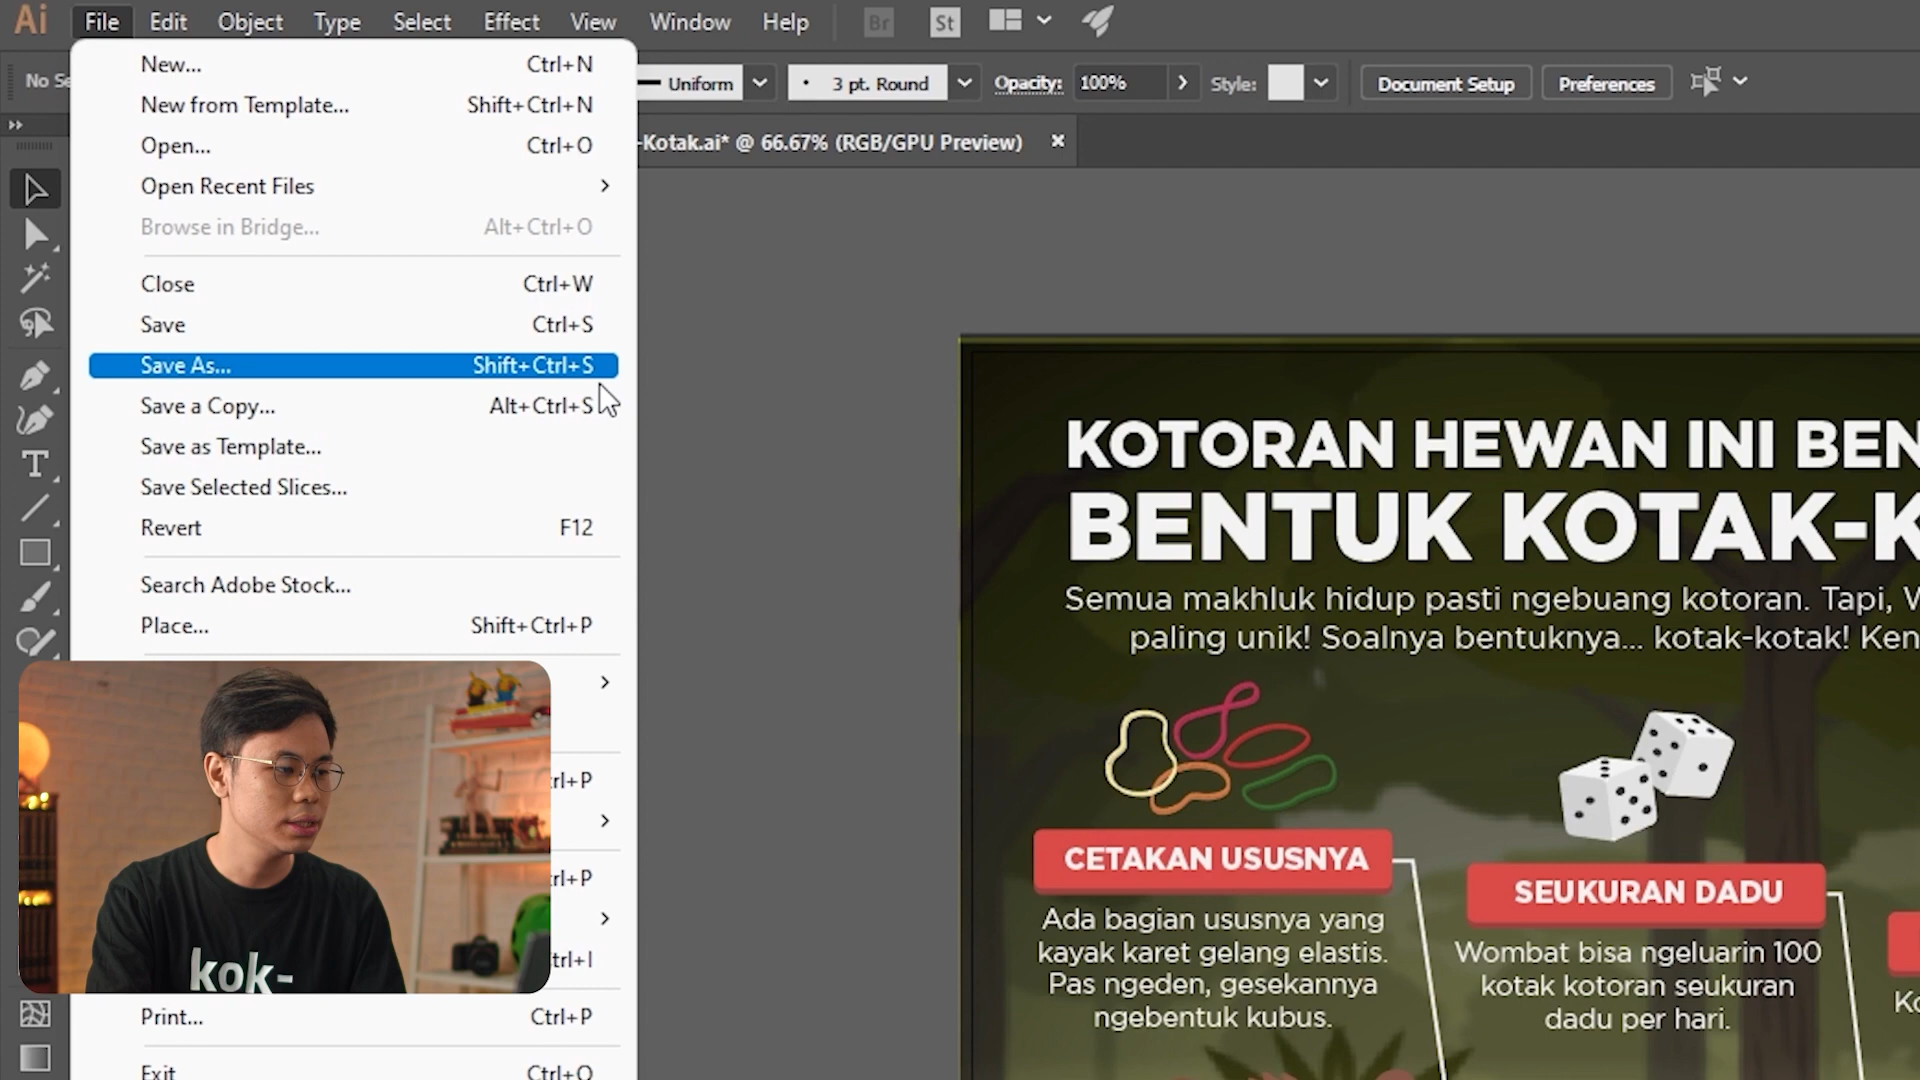 Ai File Edit Object Type Select Effect View Window Help Br St
No Se
Uniform 3 pt. Round Opacity: 100% Style: Document Setup Preferences
-Kotak.ai* @ 66.67% (RGB/GPU Preview) ×
New... Ctrl+N
New from Template... Shift+Ctrl+N
Open... Ctrl+O
Open Recent Files
Browse in Bridge... Alt+Ctrl+O
Close Ctrl+W
Save Ctrl+S
Save As... Shift+Ctrl+S
Save a Copy... Alt+Ctrl+S
Save as Template...
Save Selected Slices...
Revert F12
Search Adobe Stock...
Place... Shift+Ctrl+P
rl+P
rl+P
trl+I
Print... Ctrl+P
Exit Ctrl+Q
kok-
KOTORAN HEWAN INI BEN
BENTUK KOTAK-K
Semua makhluk hidup pasti ngebuang kotoran. Tapi, W
paling unik! Soalnya bentuknya... kotak-kotak! Ken
CETAKAN USUSNYA
Ada bagian ususnya yang
kayak karet gelang elastis.
Pas ngeden, gesekannya
ngebentuk kubus.
SEUKURAN DADU
Wombat bisa ngeluarin 100
kotak kotoran seukuran
dadu per hari.
Ko